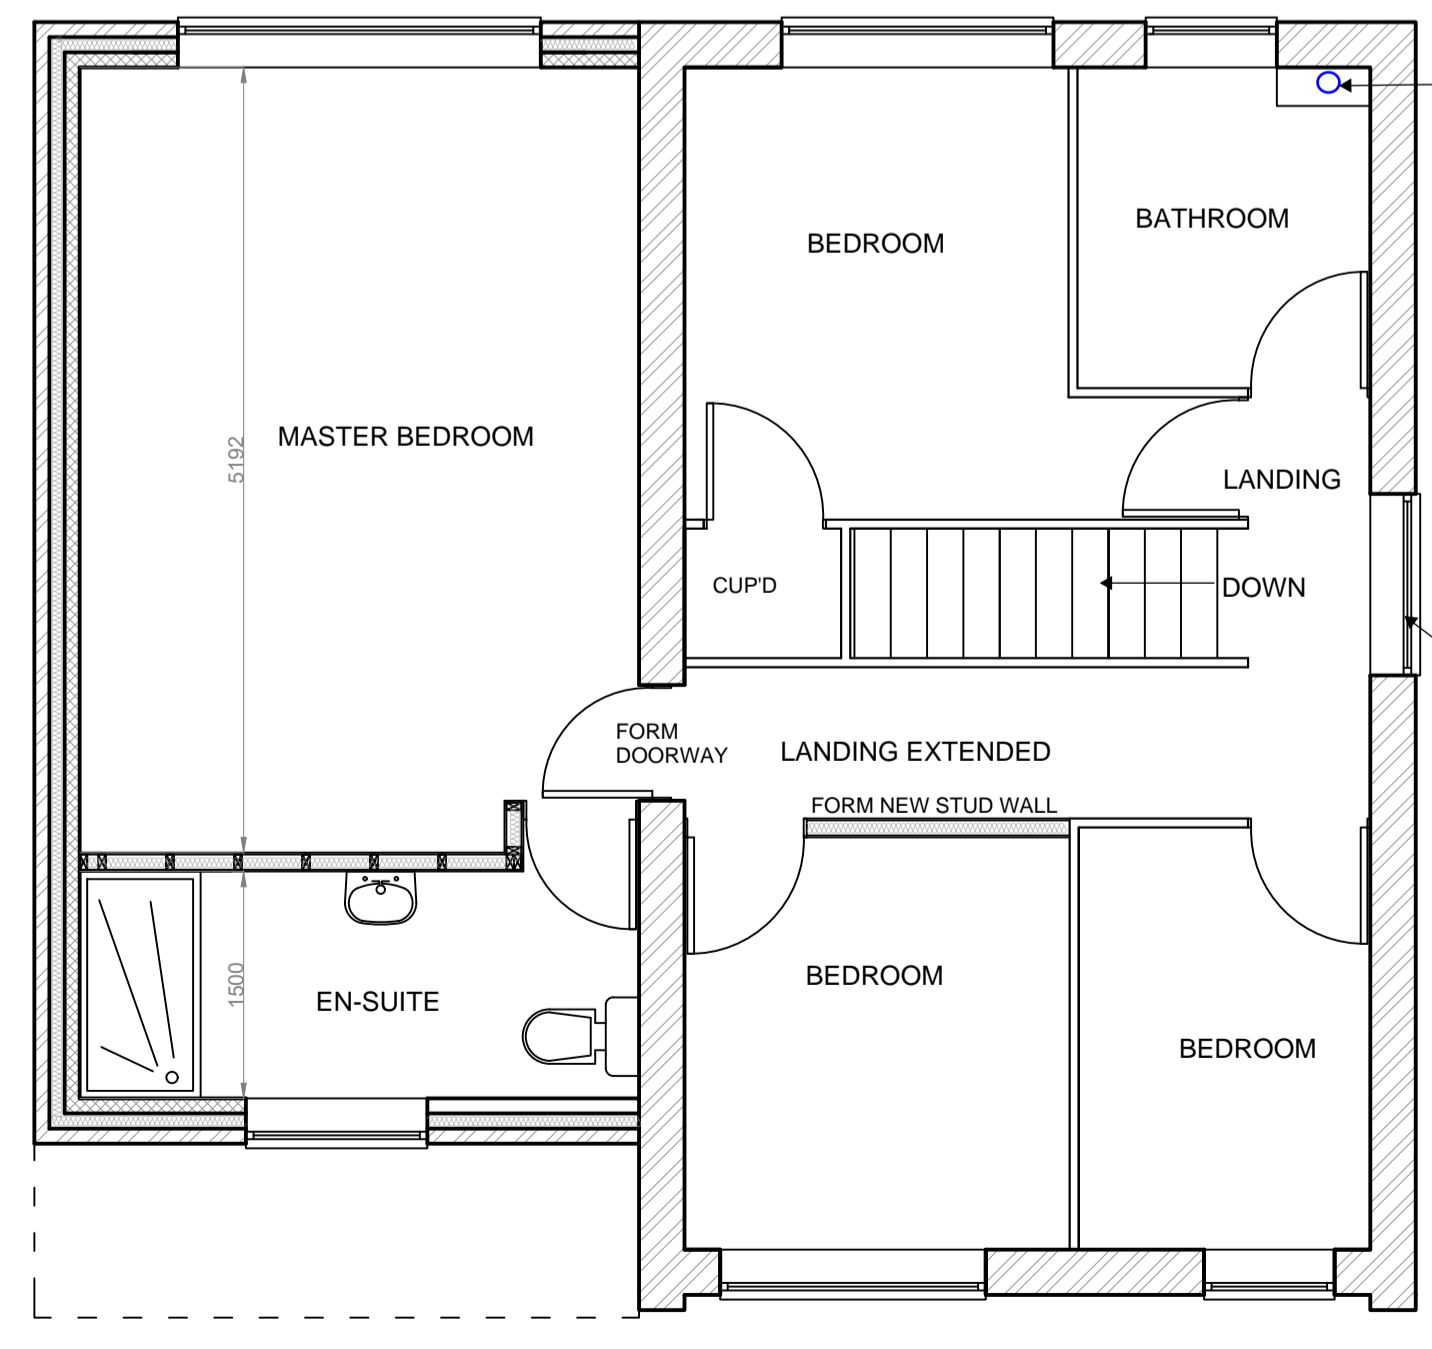 BATHROOM
BEDROOM
MASTER BEDROOM
5192
LANDING
CUP'D
DOWN
FORM
DOORWAY
LANDING EXTENDED
FORM NEW STUD WALL
BEDROOM
1500
EN-SUITE
BEDROOM